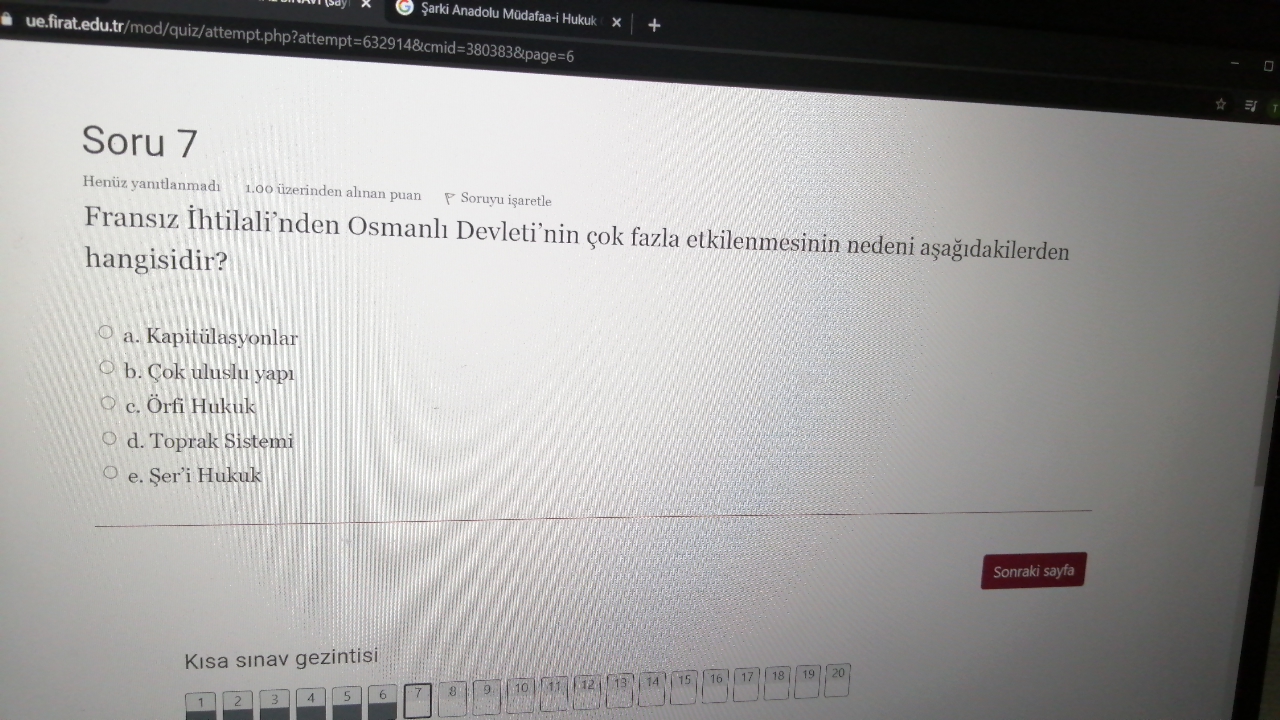 Şarki Anadolu Müdafaa-i Hukuk
ue.firat.edu.tr/mod/quiz/attempt.php?attempt=632914&cmid=380383&page=6
Soru 7
Henüz yanıtlanmadı 1.00 üzerinden alınan puan Soruyu işaretle
Fransız İhtilali'nden Osmanlı Devleti'nin çok fazla etkilenmesinin nedeni aşağıdakilerden
hangisidir?
a. Kapitülasyonlar
b. Çok uluslu yapı
c. Örfi Hukuk
d. Toprak Sistemi
e. Şer'i Hukuk
Sonraki sayfa
Kısa sınav gezintisi
1 2 3 4 5 6 7 8 9 10 11 12 13 14 15 16 17 18 19 20